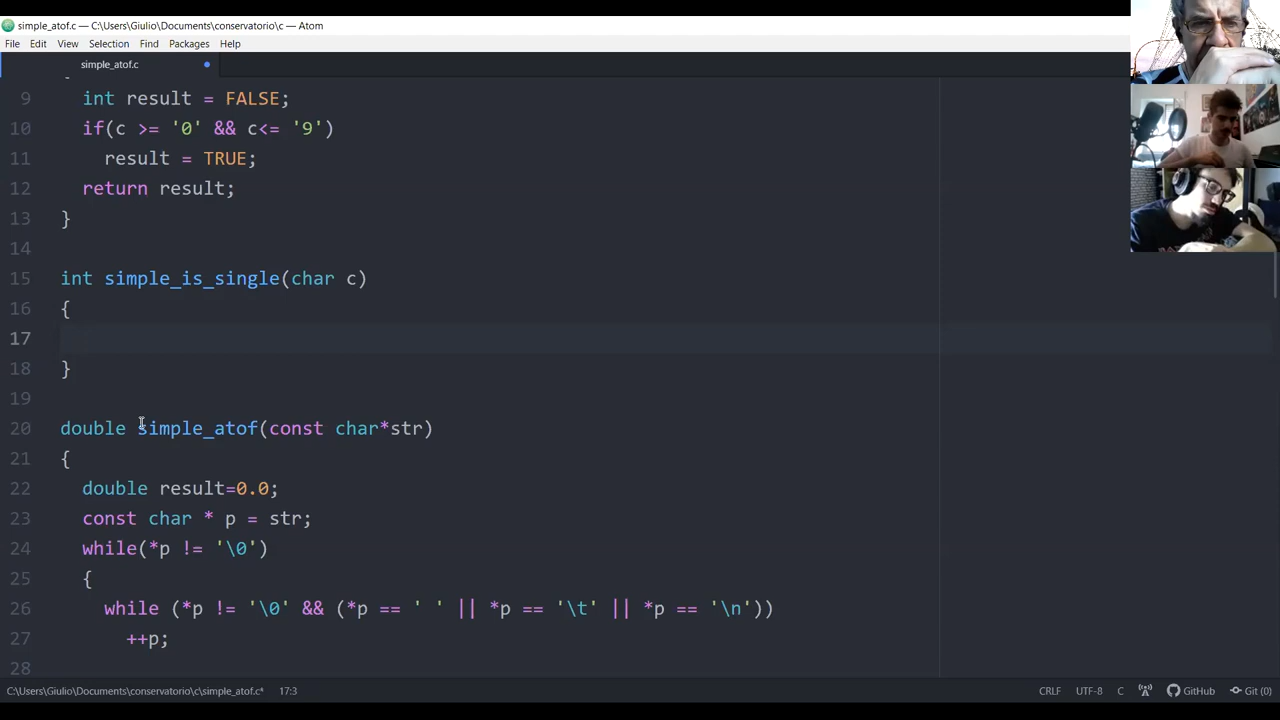 simple_atof.c — C:\Users\Giulio\Documents\conservatorio\c — Atom
File Edit View Selection Find Packages Help
simple_atof.c
9 int result = FALSE;
10 if(c >= '0' && c<= '9')
11 result = TRUE;
12 return result;
13 }
14
15 int simple_is_single(char c)
16 {
17
18 }
19
20 double simple_atof(const char*str)
21 {
22 double result=0.0;
23 const char * p = str;
24 while(*p != '\0')
25 {
26 while (*p != '\0' && (*p == ' ' || *p == '\t' || *p == '\n'))
27 ++p;
28
C:\Users\Giulio\Documents\conservatorio\c\simple_atof.c* 17:3 CRLF UTF-8 C GitHub Git (0)